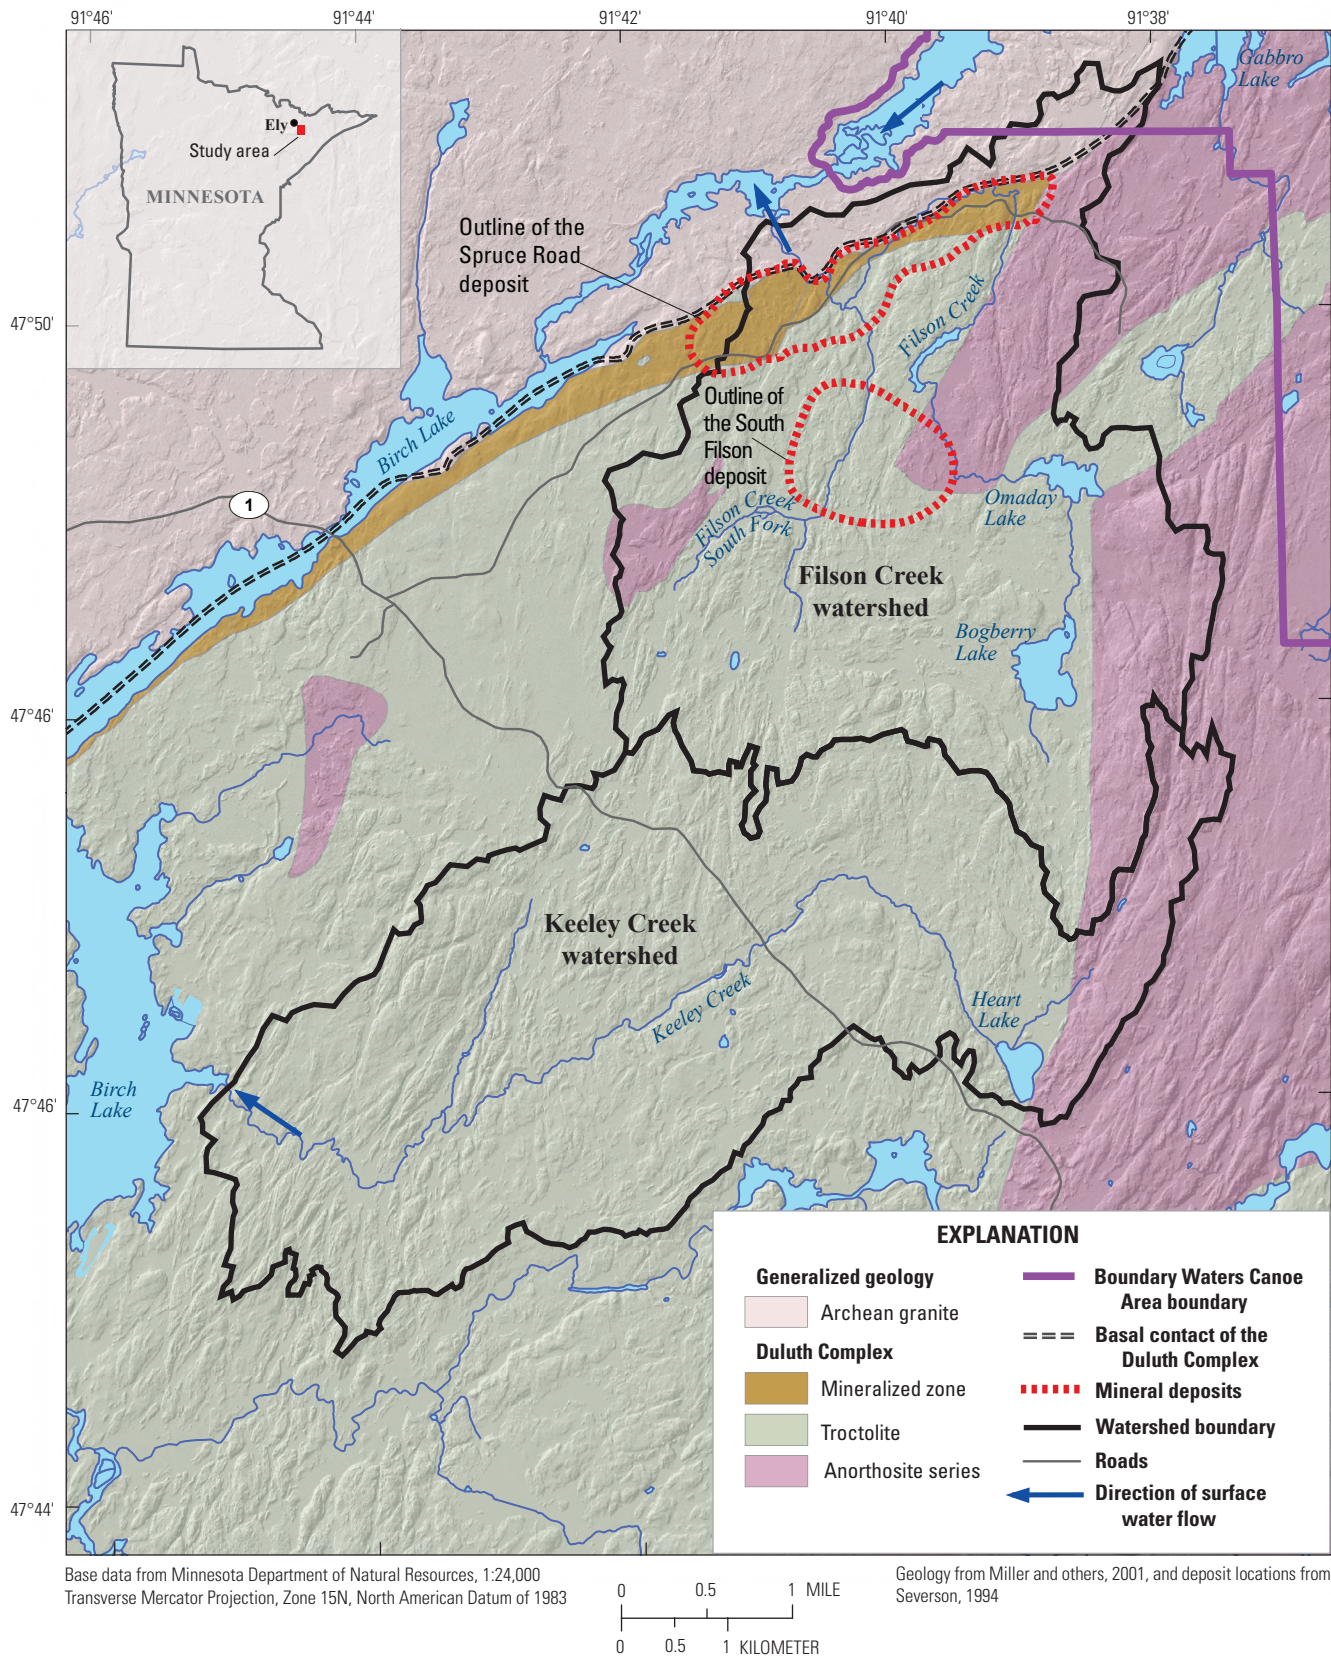 91°46'
91°44'
91°42'
91°40'
91°38'
Gabbro
Lake
Ely
Study area
MINNESOTA
Outline of the
Spruce Road
deposit
47°50'
Filson Creek
Outline of
the South
Filson
deposit
Birch Lake
1
Omaday
Lake
Filson Creek
South Fork
Filson Creek
watershed
Bogberry
Lake
47°46'
Keeley Creek
watershed
Keeley Creek
Heart
Lake
Birch
Lake
47°46'
47°44'
EXPLANATION
Generalized geology
Archean granite
Duluth Complex
Mineralized zone
Troctolite
Anorthosite series
Boundary Waters Canoe
Area boundary
Basal contact of the
Duluth Complex
Mineral deposits
Watershed boundary
Roads
Direction of surface
water flow
Base data from Minnesota Department of Natural Resources, 1:24,000
Transverse Mercator Projection, Zone 15N, North American Datum of 1983
0 0.5 1 MILE
0 0.5 1 KILOMETER
Geology from Miller and others, 2001, and deposit locations from
Severson, 1994